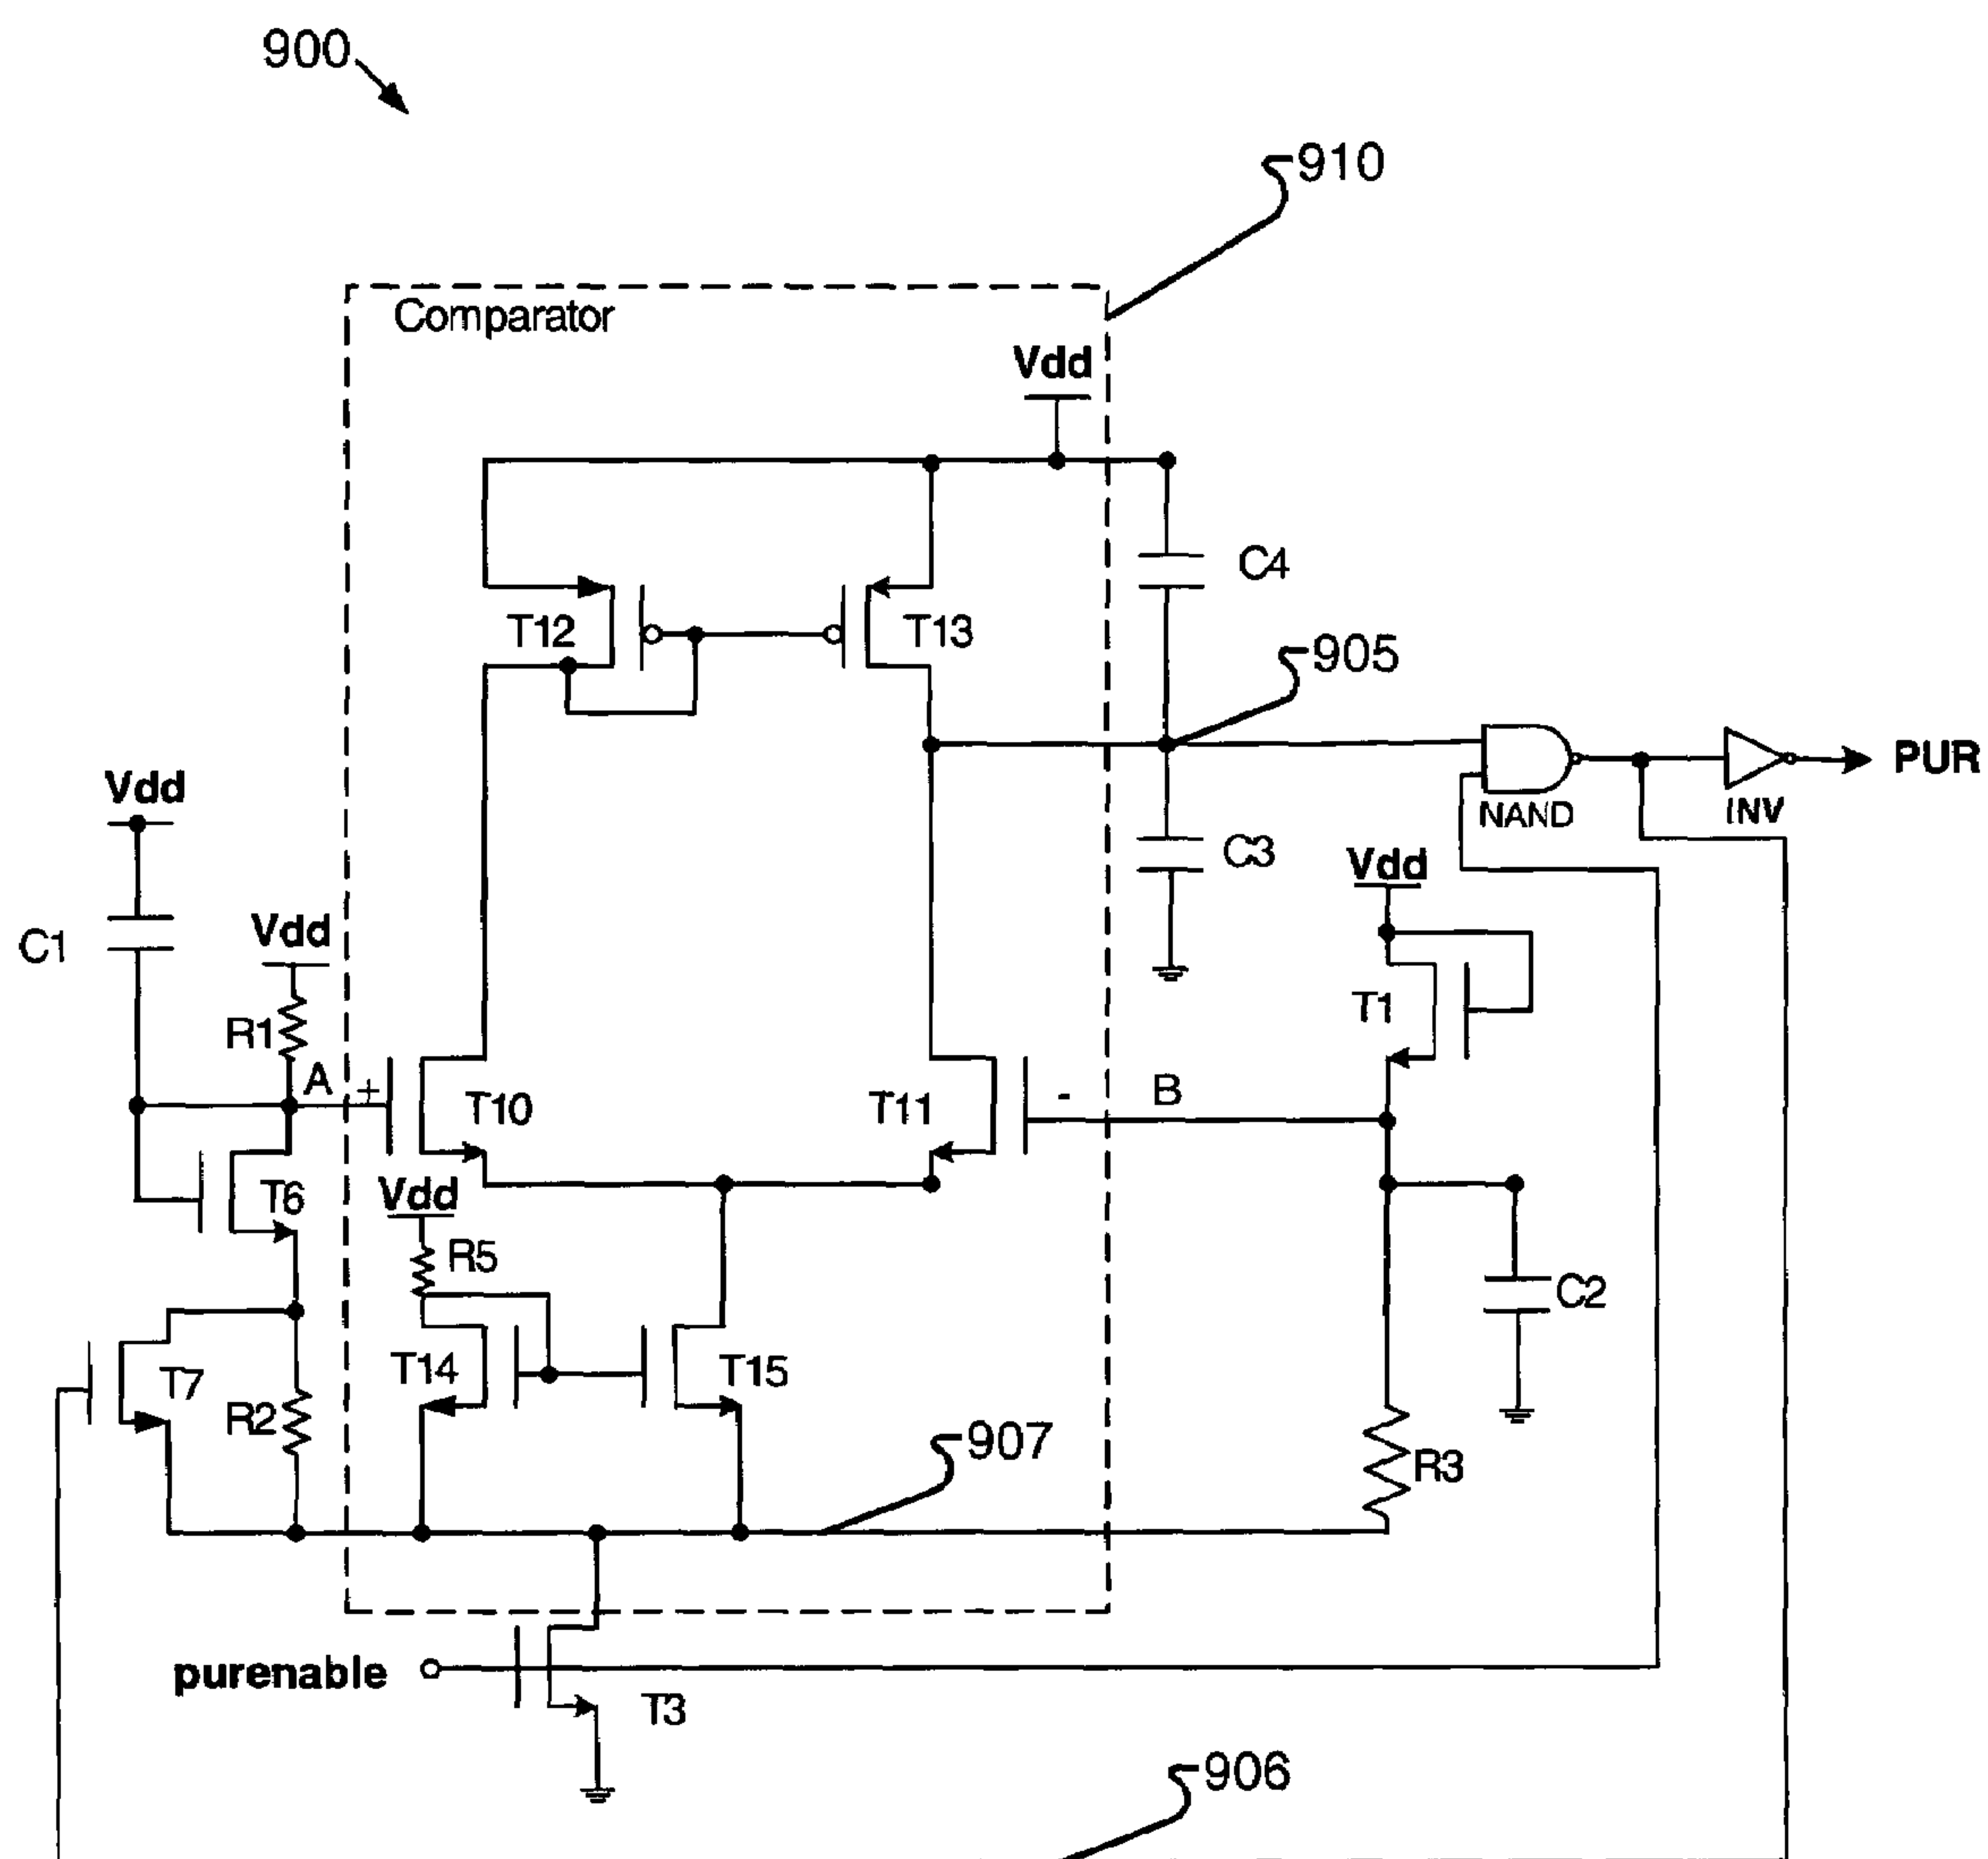 900
910
Comparator
Vdd
C4
T12
T13
905
Vdd
NAND
INV
PUR
C3
Vdd
C1
Vdd
R1
T1
A
+
T10
T11
-
B
T6
Vdd
R5
C2
T14
T15
T7
R2
907
R3
purenable
T3
906